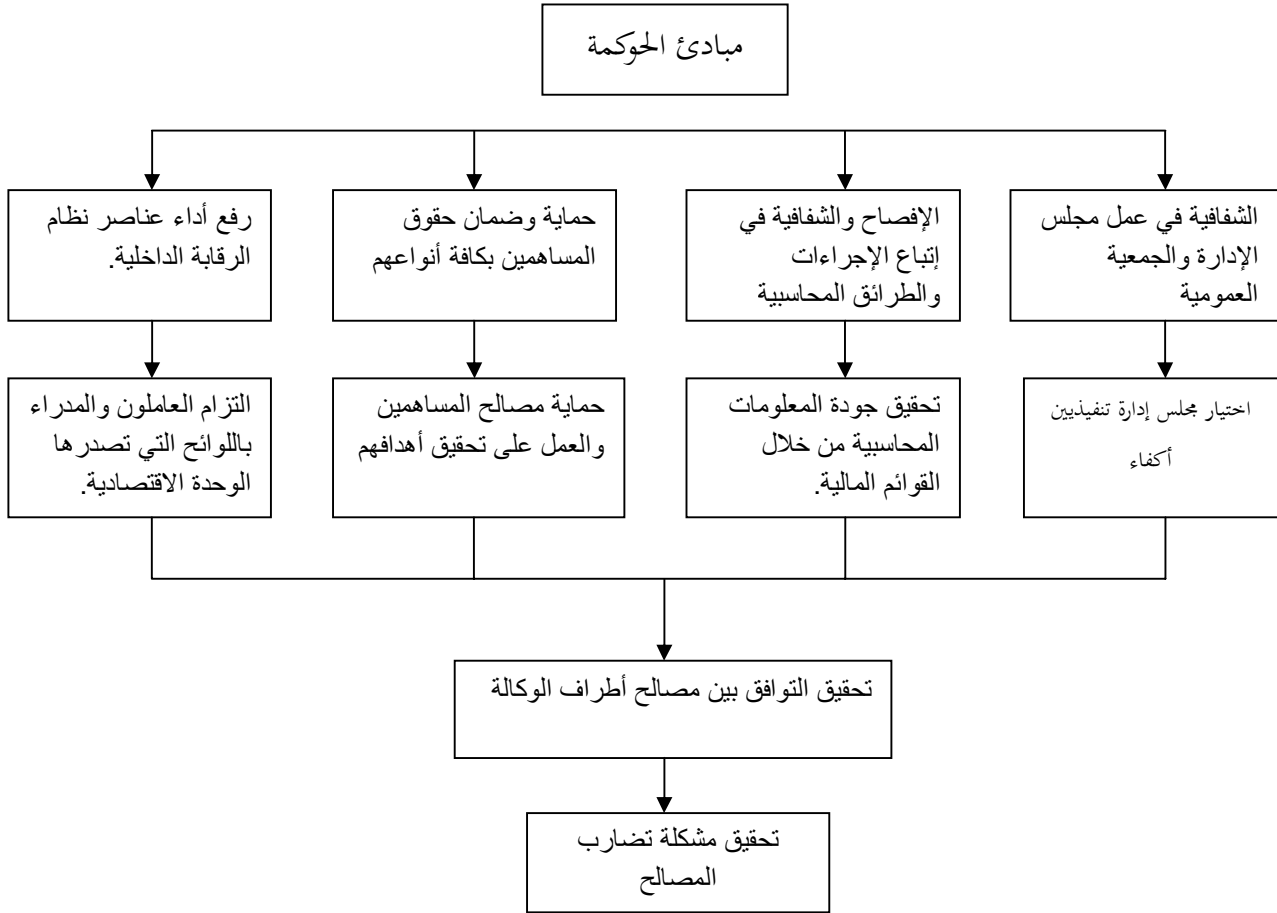 مبادئ الحوكمة
الشفافية في عمل مجلس
الإدارة والجمعية
العمومية
الإفصاح والشفافية في
إتباع الإجراءات
والطرائق المحاسبية
حماية وضمان حقوق
المساهمين بكافة أنواعهم
رفع أداء عناصر نظام
الرقابة الداخلية.
اختيار مجلس إدارة تنفيذيين
أكفاء
تحقيق جودة المعلومات
المحاسبية من خلال
القوائم المالية.
حماية مصالح المساهمين
والعمل على تحقيق أهدافهم
التزام العاملون والمدراء
باللوائح التي تصدرها
الوحدة الاقتصادية.
تحقيق التوافق بين مصالح أطراف الوكالة
تحقيق مشكلة تضارب
المصالح